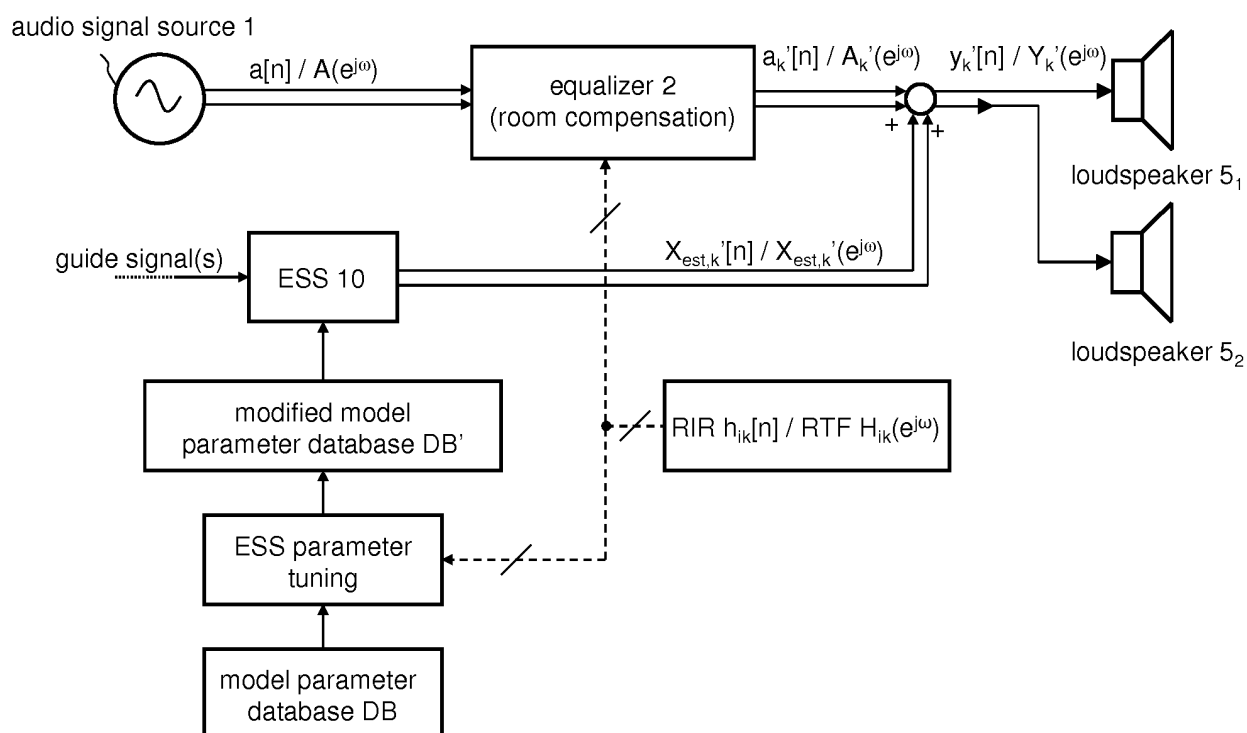 audio signal source 1
a[n] / A(e^jω)
equalizer 2
(room compensation)
a_k'[n] / A_k'(e^jω)
y_k'[n] / Y_k'(e^jω)
+
+
loudspeaker 5₁
guide signal(s)
ESS 10
X_est,k'[n] / X_est,k'(e^jω)
loudspeaker 5₂
modified model
parameter database DB'
RIR h_ik[n] / RTF H_ik(e^jω)
ESS parameter
tuning
model parameter
database DB